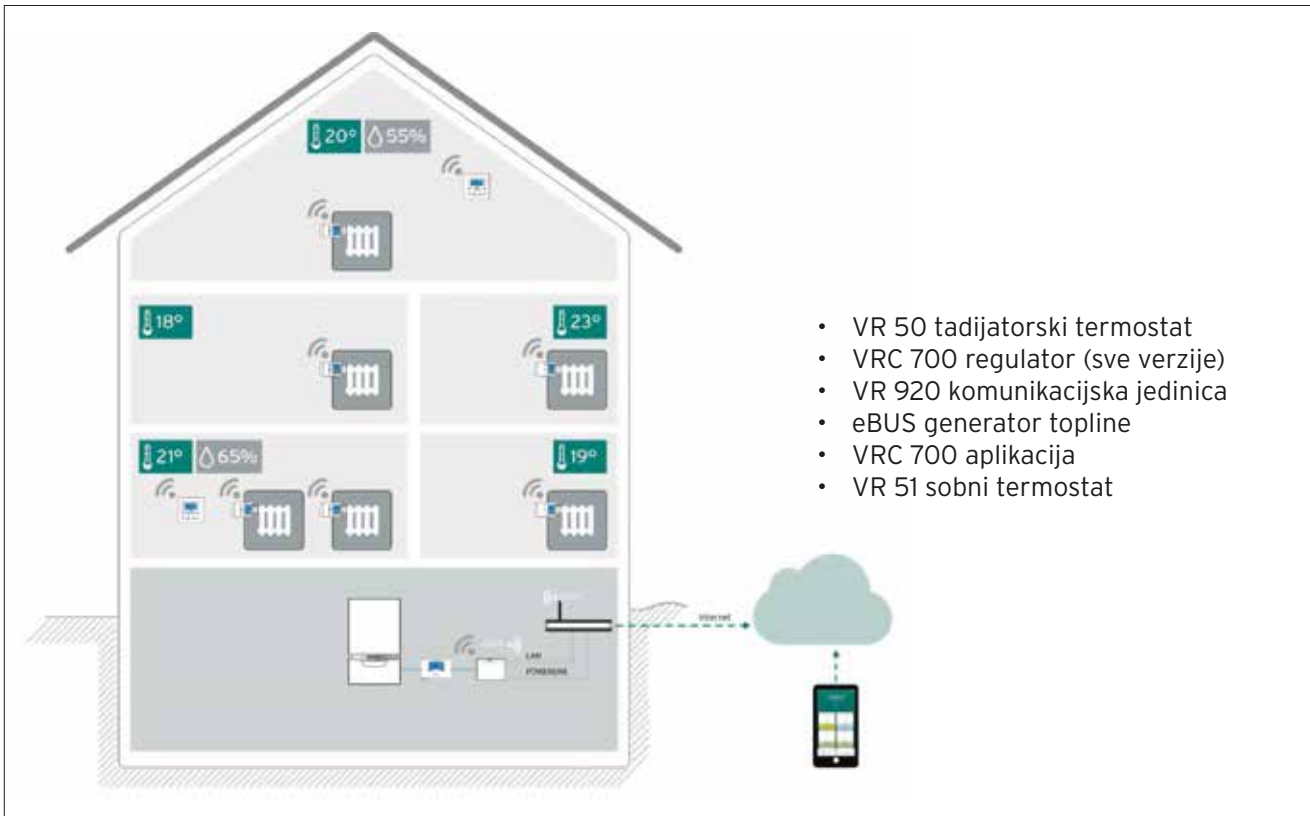 20° 55%
18°
23°
21° 65%
19°
Internet
LAN
POWERLINE
• VR 50 tadijatorski termostat
• VRC 700 regulator (sve verzije)
• VR 920 komunikacijska jedinica
• eBUS generator topline
• VRC 700 aplikacija
• VR 51 sobni termostat